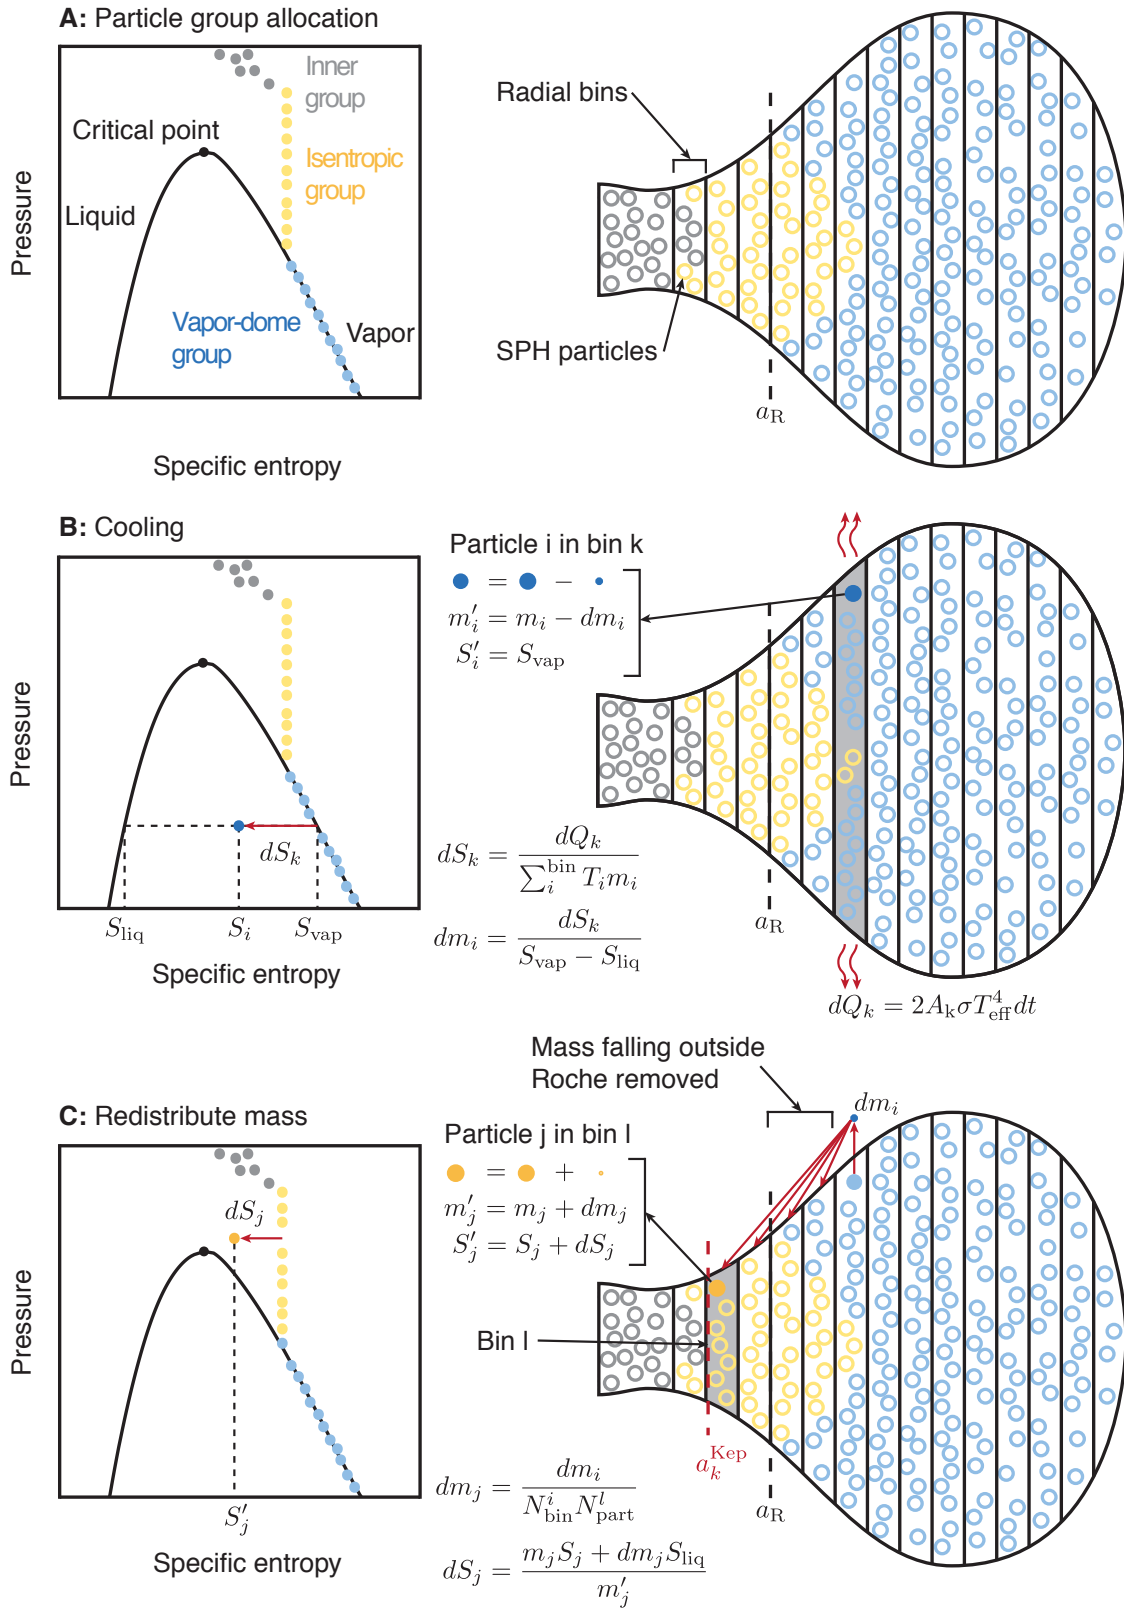 A: Particle group allocation
Inner
group
Critical point
Isentropic
group
Liquid
Vapor-dome
group
Vapor
Pressure
Specific entropy
Radial bins
SPH particles
a_R
B: Cooling
Particle i in bin k
= −
m′_i = m_i − dm_i
S′_i = S_vap
Pressure
dS_k
S_liq S_i S_vap
Specific entropy
dS_k = dQ_k / ∑_i^bin T_i m_i
dm_i = dS_k / (S_vap − S_liq)
a_R
dQ_k = 2A_k σT_eff^4 dt
Mass falling outside
Roche removed
C: Redistribute mass
dm_i
Particle j in bin l
= +
m′_j = m_j + dm_j
S′_j = S_j + dS_j
dS_j
Pressure
Bin l
a_k^Kep
a_R
S′_j
Specific entropy
dm_j = dm_i / (N_bin^i N_part^l)
dS_j = (m_j S_j + dm_j S_liq) / m′_j